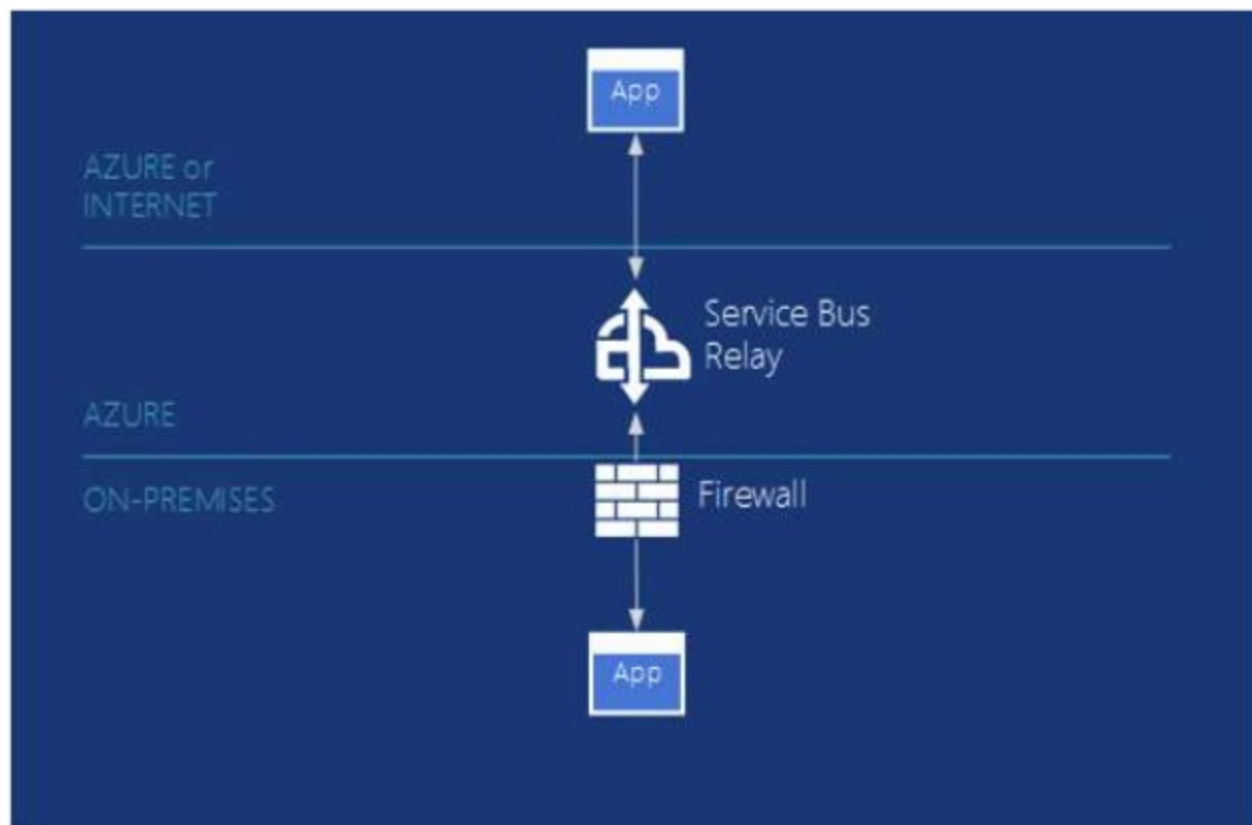 App
AZURE or
INTERNET
Service Bus
Relay
AZURE
ON-PREMISES
Firewall
App